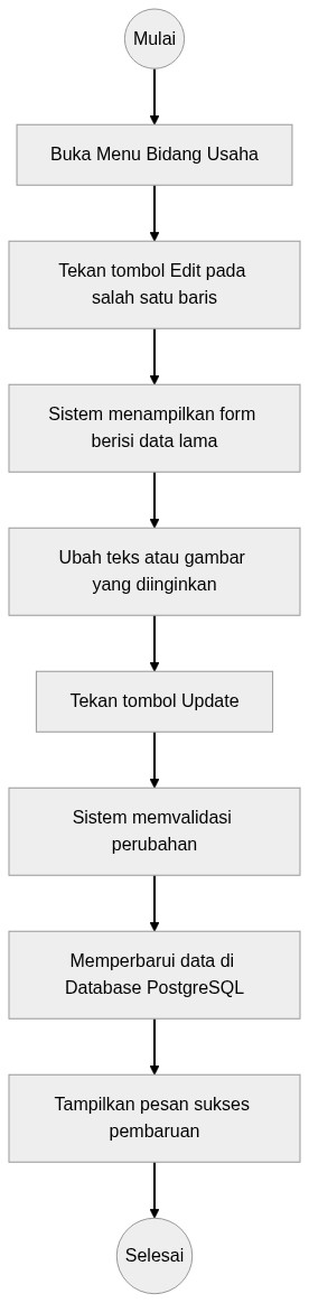 Mulai
Buka Menu Bidang Usaha
Tekan tombol Edit pada
salah satu baris
Sistem menampilkan form
berisi data lama
Ubah teks atau gambar
yang diinginkan
Tekan tombol Update
Sistem memvalidasi
perubahan
Memperbarui data di
Database PostgreSQL
Tampilkan pesan sukses
pembaruan
Selesai